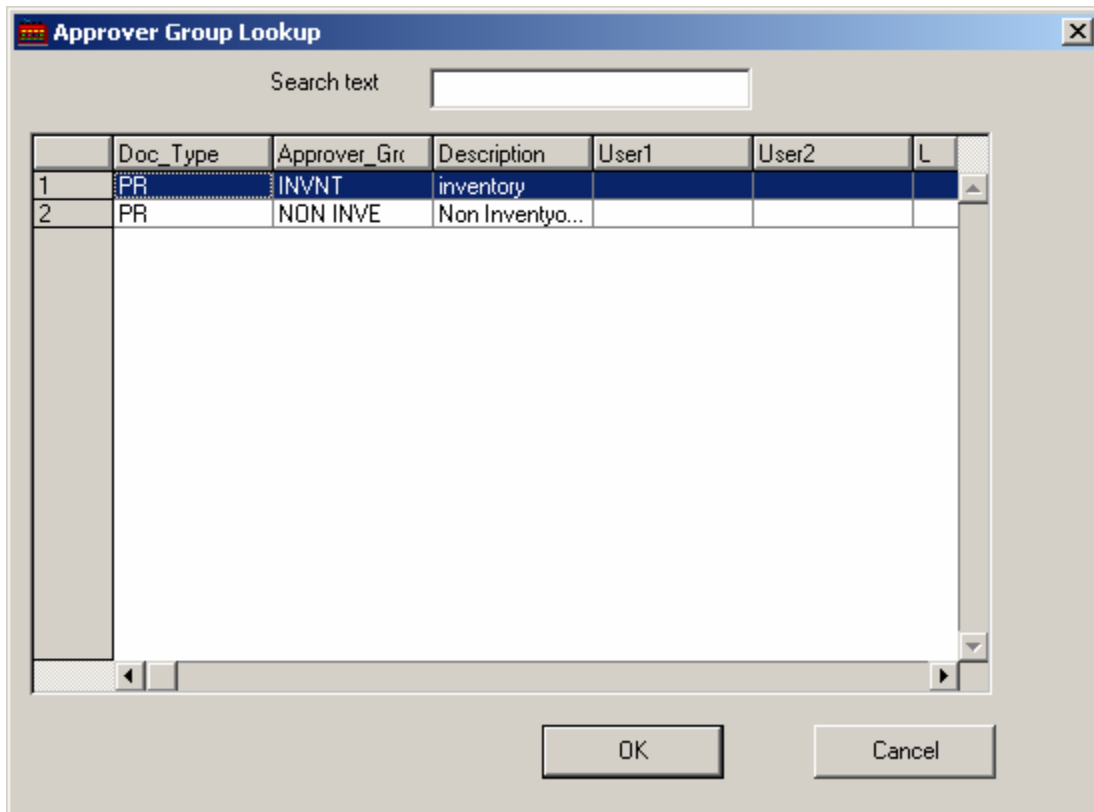 Approver Group Lookup
Search text
Doc_Type Approver_Gro Description User1 User2 L
1 PR INVNT inventory
2 PR NON INVE Non Inventyo...
OK Cancel